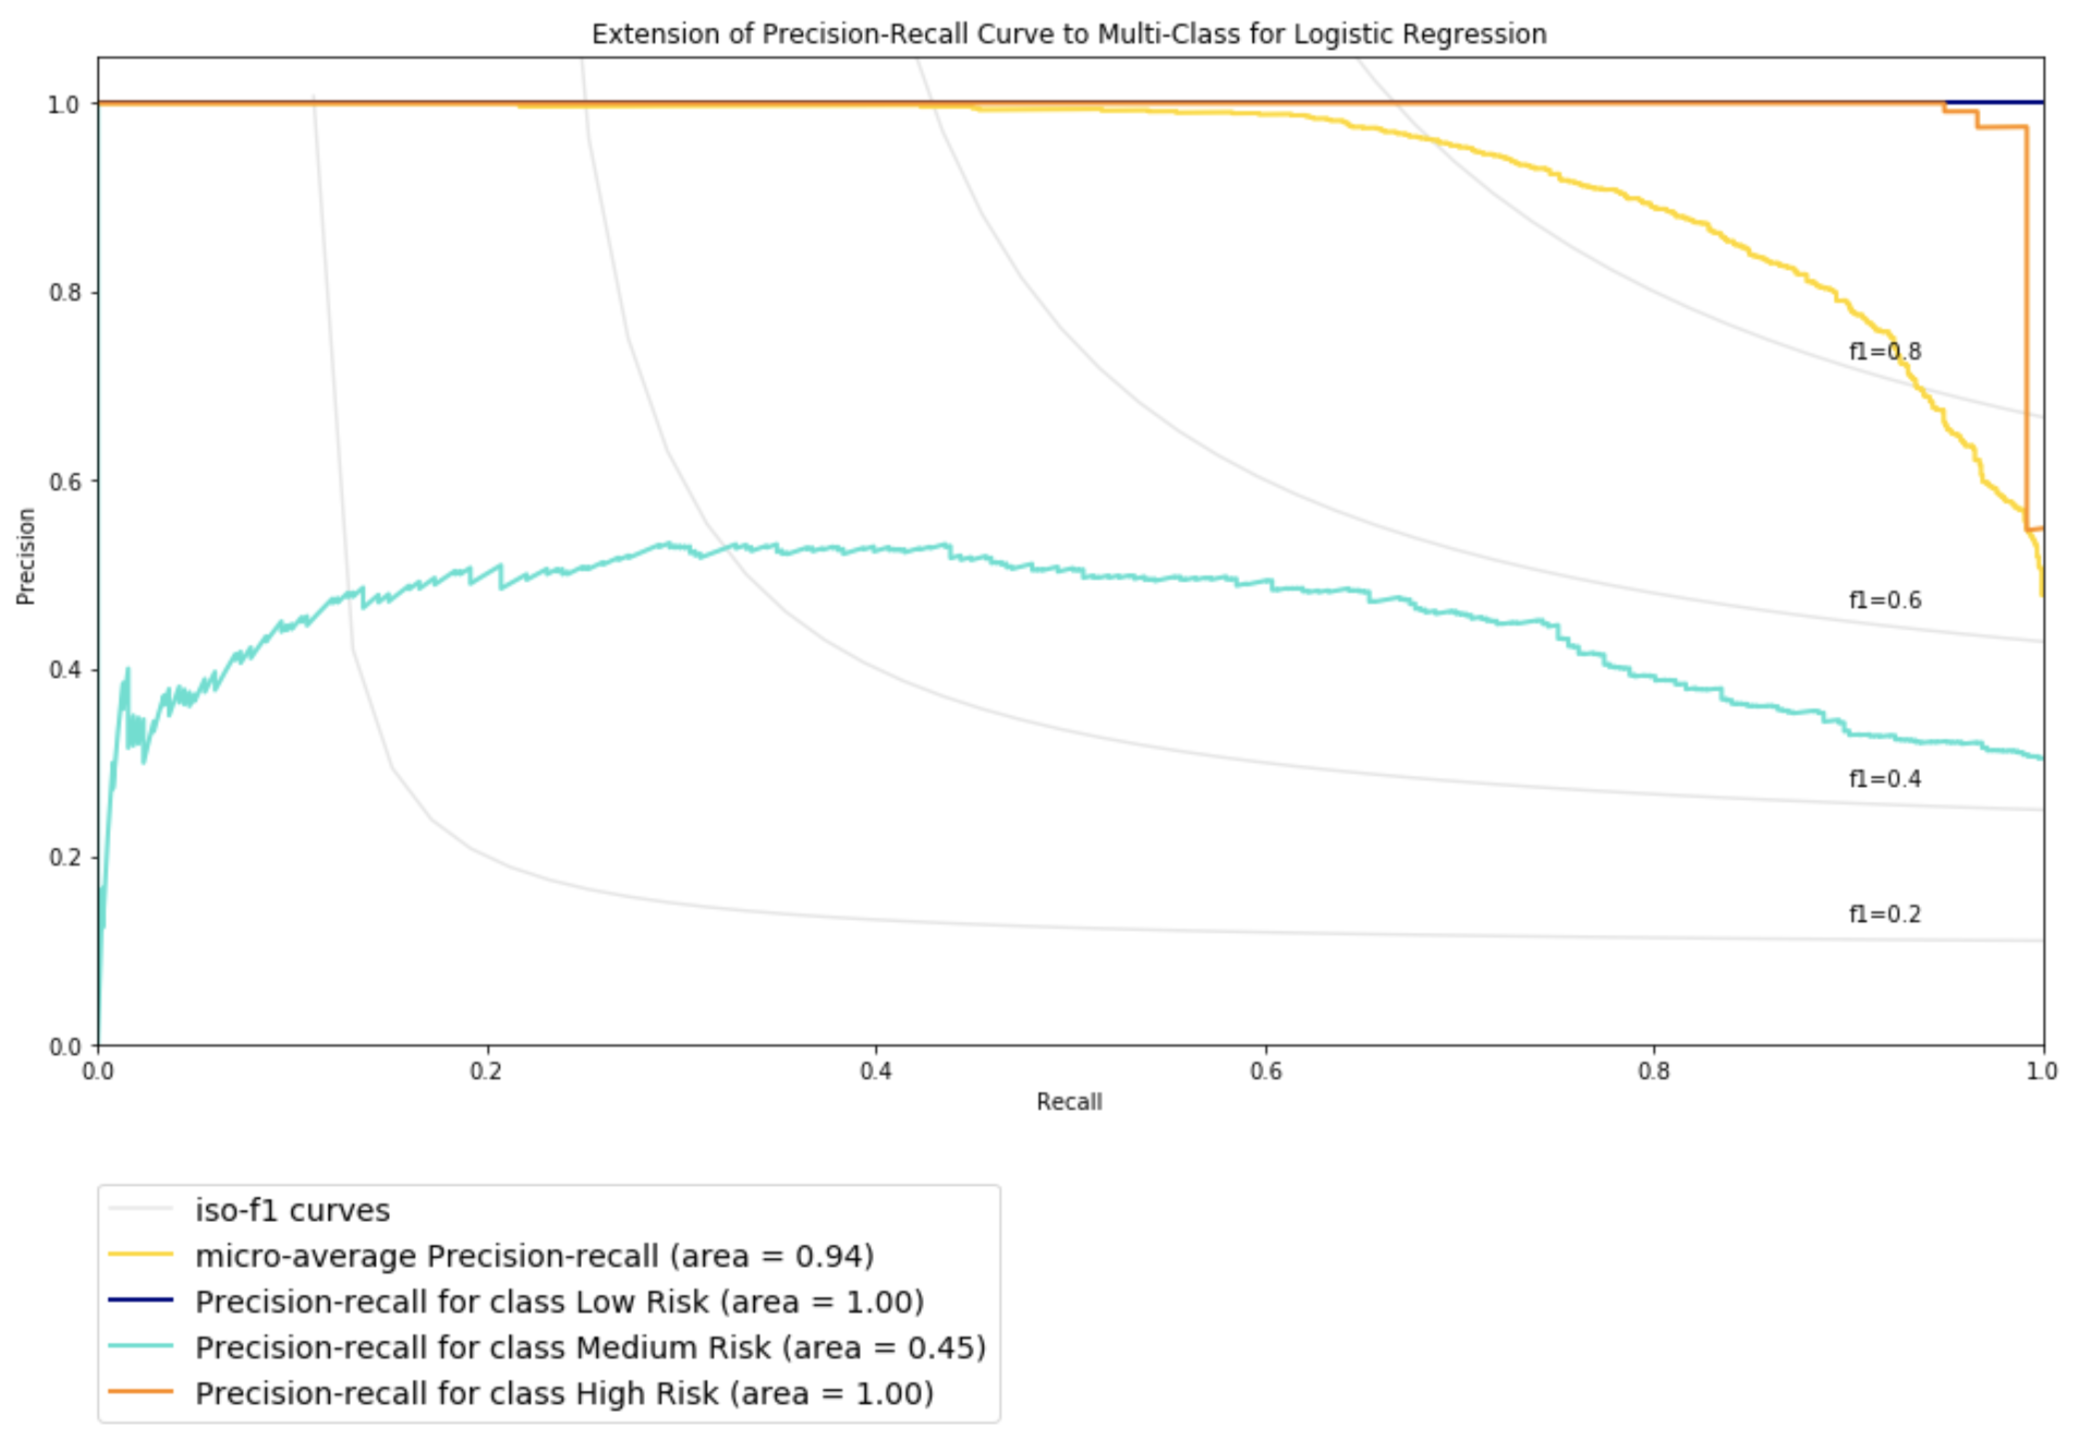 Extension of Precision-Recall Curve to Multi-Class for Logistic Regression
1.0
0.8
0.6
0.4
0.2
0.0
Precision
f1=0.8
f1=0.6
f1=0.4
f1=0.2
0.0 0.2 0.4 0.6 0.8 1.0
Recall
iso-f1 curves
micro-average Precision-recall (area = 0.94)
Precision-recall for class Low Risk (area = 1.00)
Precision-recall for class Medium Risk (area = 0.45)
Precision-recall for class High Risk (area = 1.00)